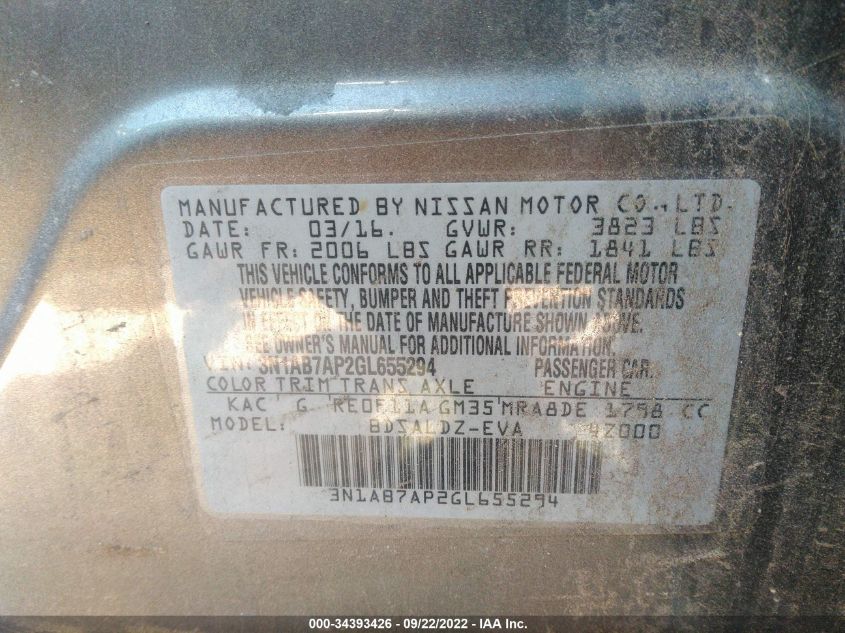 MANUFACTURED BY NISSAN MOTOR CO., LTD.
DATE: 03/16. GVWR: 3823 LBS
GAWR FR: 2006 LBS GAWR RR: 1841 LBS
THIS VEHICLE CONFORMS TO ALL APPLICABLE FEDERAL MOTOR
VEHICLE SAFETY, BUMPER AND THEFT PREVENTION STANDARDS
IN EFFECT ON THE DATE OF MANUFACTURE SHOWN ABOVE.
SEE OWNER'S MANUAL FOR ADDITIONAL INFORMATION.
VIN: 3N1AB7AP2GL655294 PASSENGER CAR.
COLOR TRIM TRANS AXLE ENGINE
KAC G RE0F11A GM35 MRA8DE 1798 CC
MODEL: BDSALDZ-EVA
3N1AB7AP2GL655294
000-34393426 - 09/22/2022 - IAA Inc.